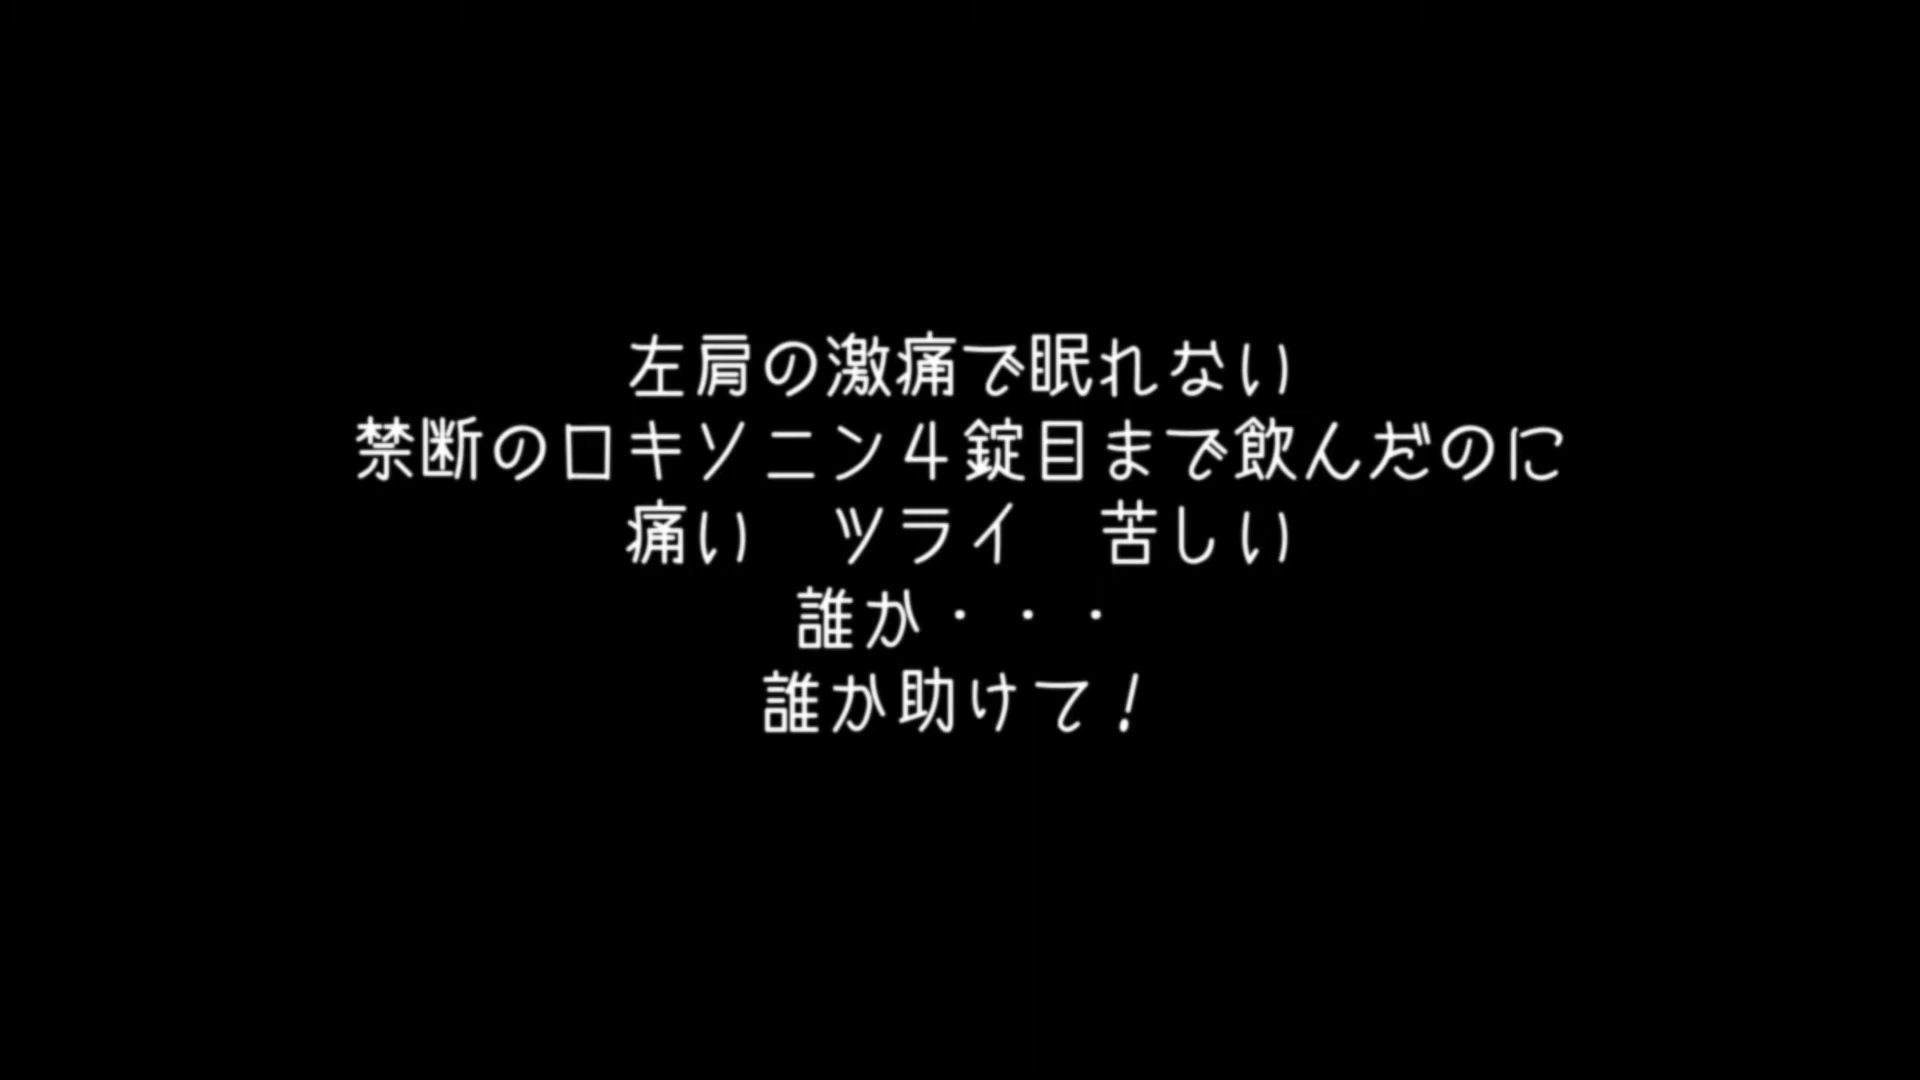 左肩の激痛で眠れない
禁断のロキソニン４錠目まで飲んだのに
痛い　ツライ　苦しい
誰か・・・
誰か助けて！